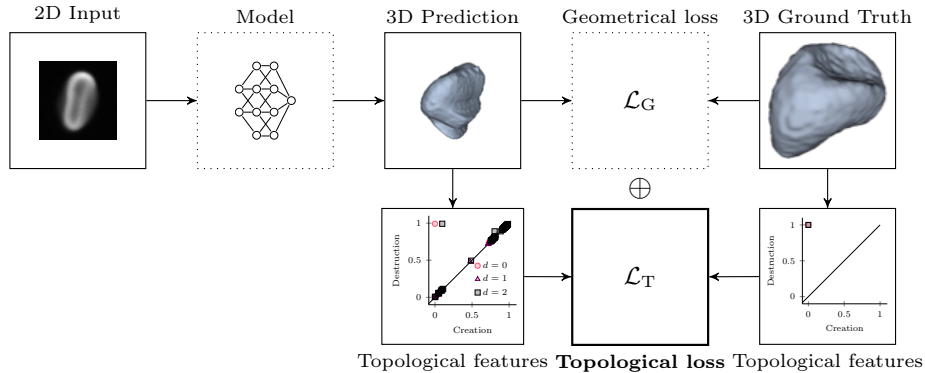 2D Input
Model
3D Prediction
Geometrical loss
3D Ground Truth
ℒG
⊕
1
0.5
0
Destruction
0
0.5
1
Creation
d = 0
d = 1
d = 2
ℒT
1
0.5
0
Destruction
0
0.5
1
Creation
Topological features
Topological loss
Topological features